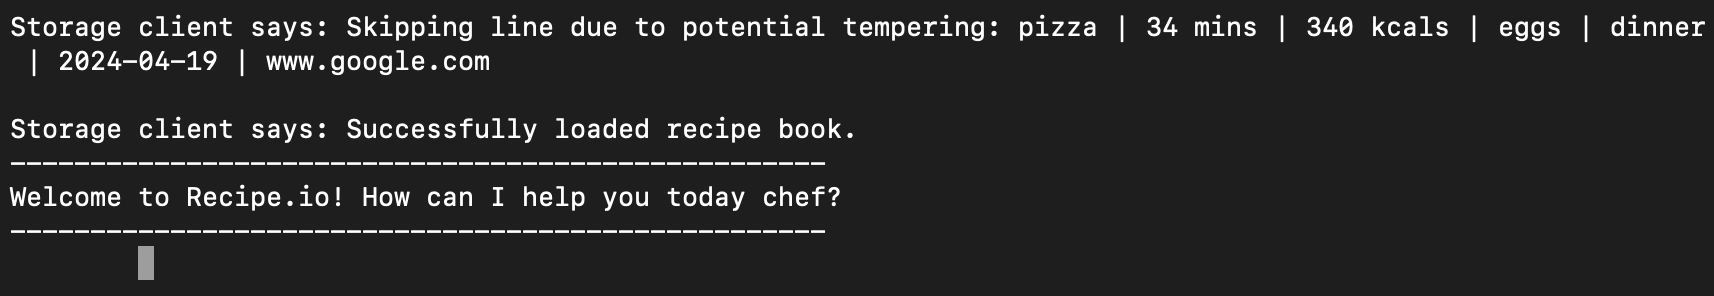 Storage client says: Skipping line due to potential tempering: pizza | 34 mins | 340 kcals | eggs | dinner
| 2024-04-19 | www.google.com
Storage client says: Successfully loaded recipe book.
---------------------------------------------------
Welcome to Recipe.io! How can I help you today chef?
---------------------------------------------------